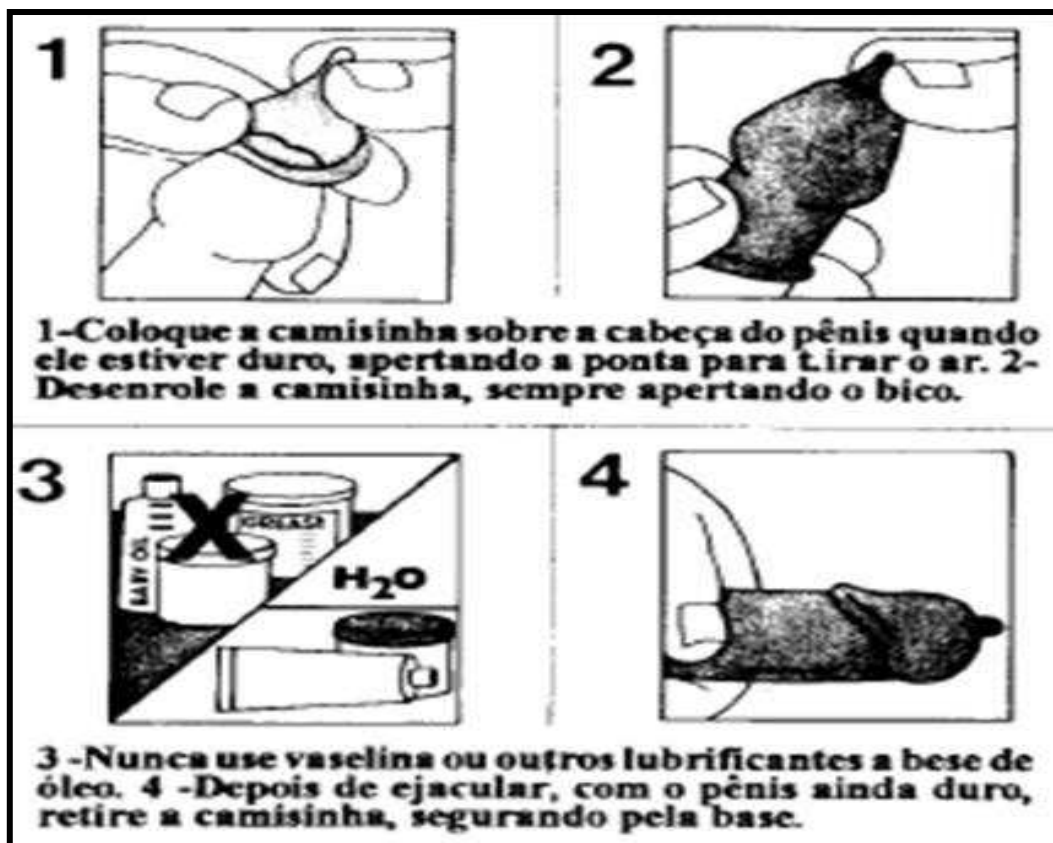 1
2
1-Coloque a camisinha sobre a cabeça do pênis quando
ele estiver duro, apertando a ponta para tirar o ar. 2-
Desenrole a camisinha, sempre apertando o bico.
3
4
BABY OIL
GREASE
H₂O
3 -Nunca use vaselina ou outros lubrificantes a base de
óleo. 4 -Depois de ejacular, com o pênis ainda duro,
retire a camisinha, segurando pela base.